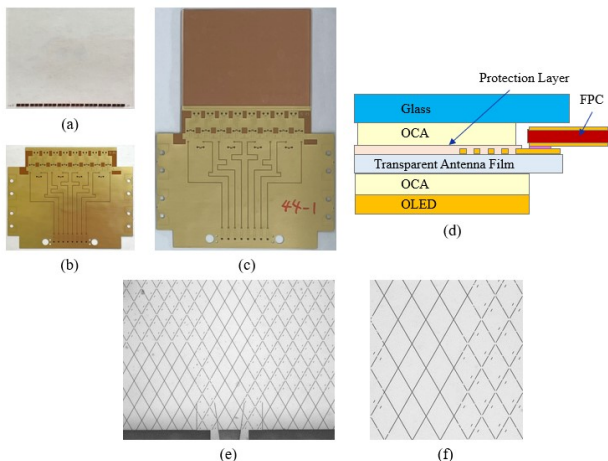 (a)
(b)
44-1
(c)
Protection Layer
FPC
Glass
OCA
Transparent Antenna Film
OCA
OLED
(d)
(e)
(f)